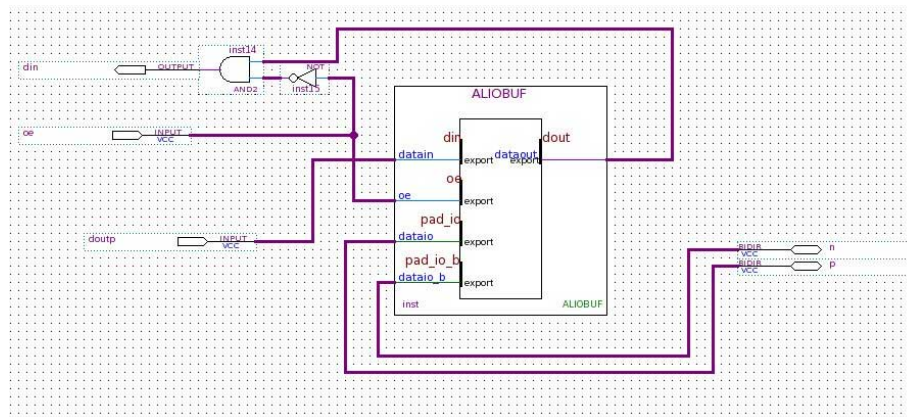 inst14
din OUTPUT NOT
AND2 inst15
ALIOBUF
oe INPUT
VCC
din dataout dout
datain export export
oe
oe export
doutp INPUT
VCC
pad_io
dataio export
BIDIR n
VCC
BIDIR p
VCC
pad_io_b
dataio_b export
inst ALIOBUF